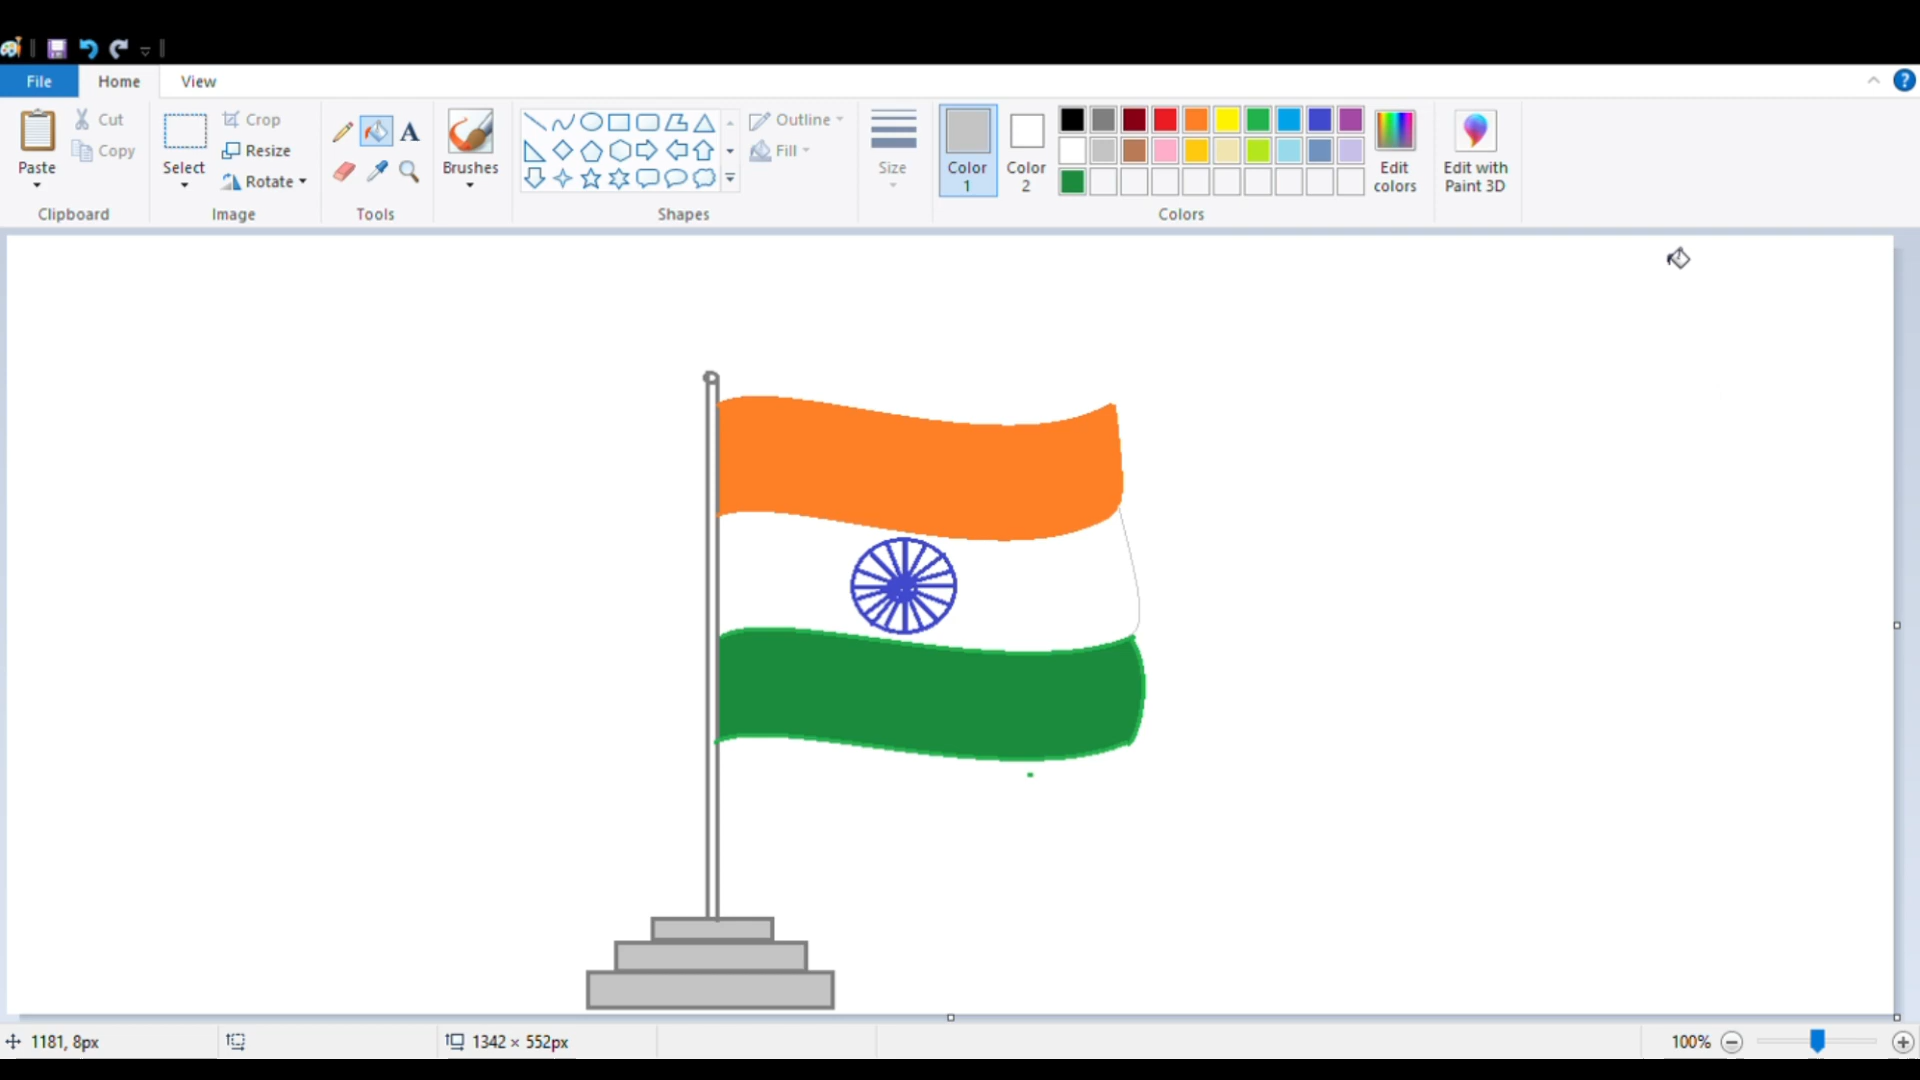 File Home View
Paste
Cut
Copy
Clipboard
Select
Crop
Resize
Rotate
Image
A
Tools
Brushes
Outline
Fill
Shapes
Size
Color
1
Color
2
Edit
colors
Colors
Edit with
Paint 3D
?
1181, 8px
1342 × 552px
100%